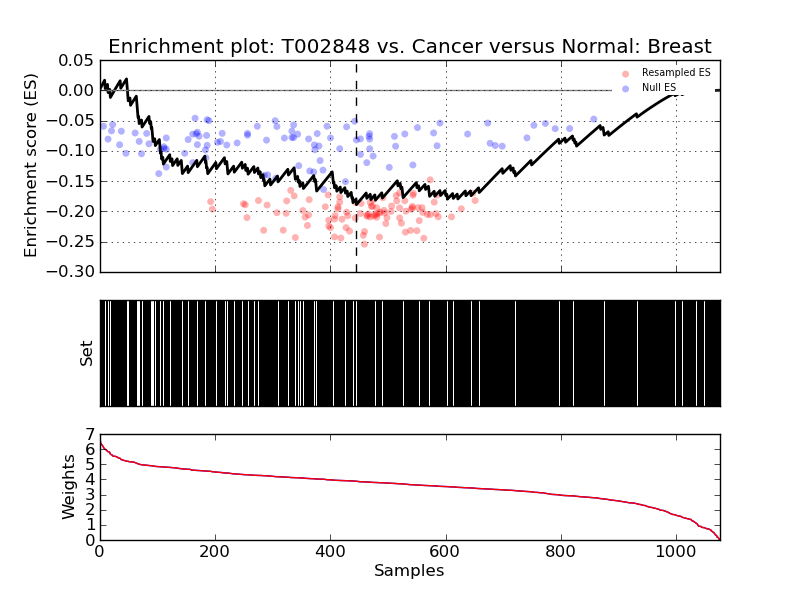 Enrichment plot: T002848 vs. Cancer versus Normal: Breast
0.05
0.00
−0.05
−0.10
−0.15
−0.20
−0.25
−0.30
Enrichment score (ES)
Resampled ES
Null ES
Set
7
6
5
4
3
2
1
0
Weights
0 200 400 600 800 1000
Samples